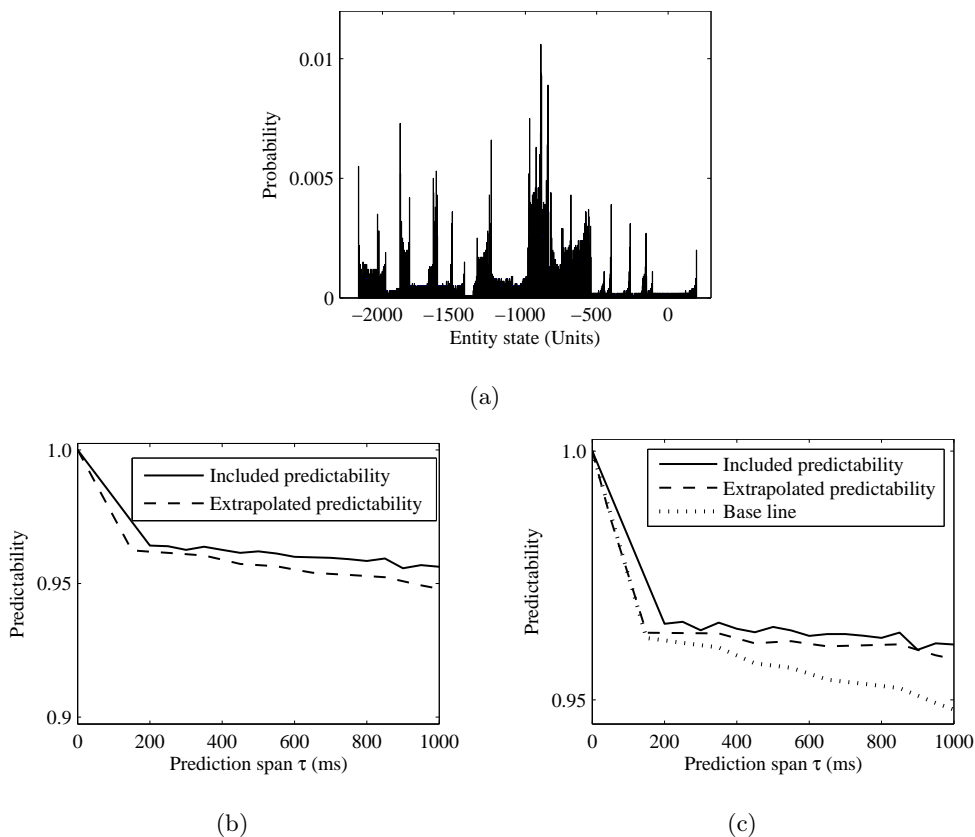 0.01
0.005
0
Probability
−2000
−1500
−1000
−500
0
Entity state (Units)
(a)
1.0
0.95
0.9
Predictability
Included predictability
Extrapolated predictability
0
200
400
600
800
1000
Prediction span τ (ms)
(b)
1.0
0.95
Predictability
Included predictability
Extrapolated predictability
Base line
0
200
400
600
800
1000
Prediction span τ (ms)
(c)